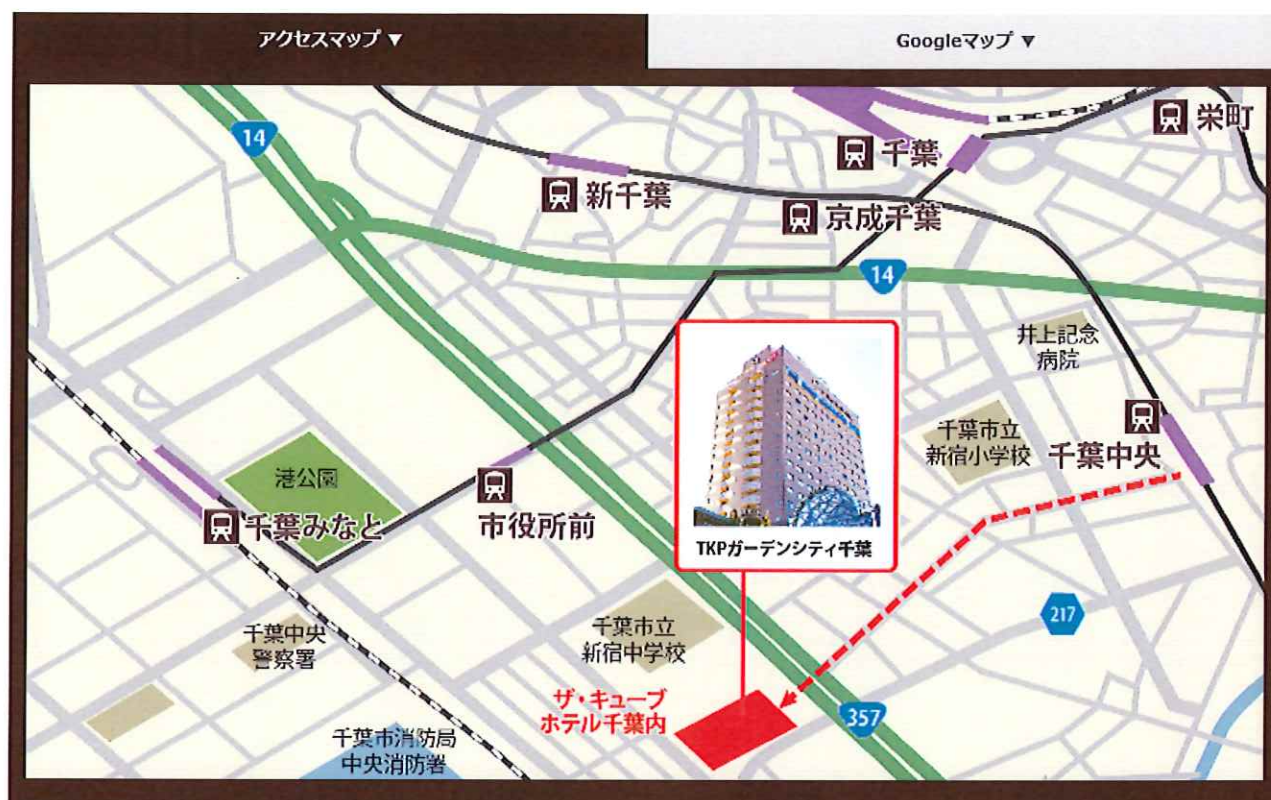 アクセスマップ ▼
Googleマップ ▼
14
新千葉
千葉
栄町
京成千葉
14
井上記念
病院
千葉市立
新宿小学校
千葉中央
港公園
千葉みなと
市役所前
TKPガーデンシティ千葉
千葉中央
警察署
千葉市立
新宿中学校
217
ザ・キューブ
ホテル千葉内
357
千葉市消防局
中央消防署